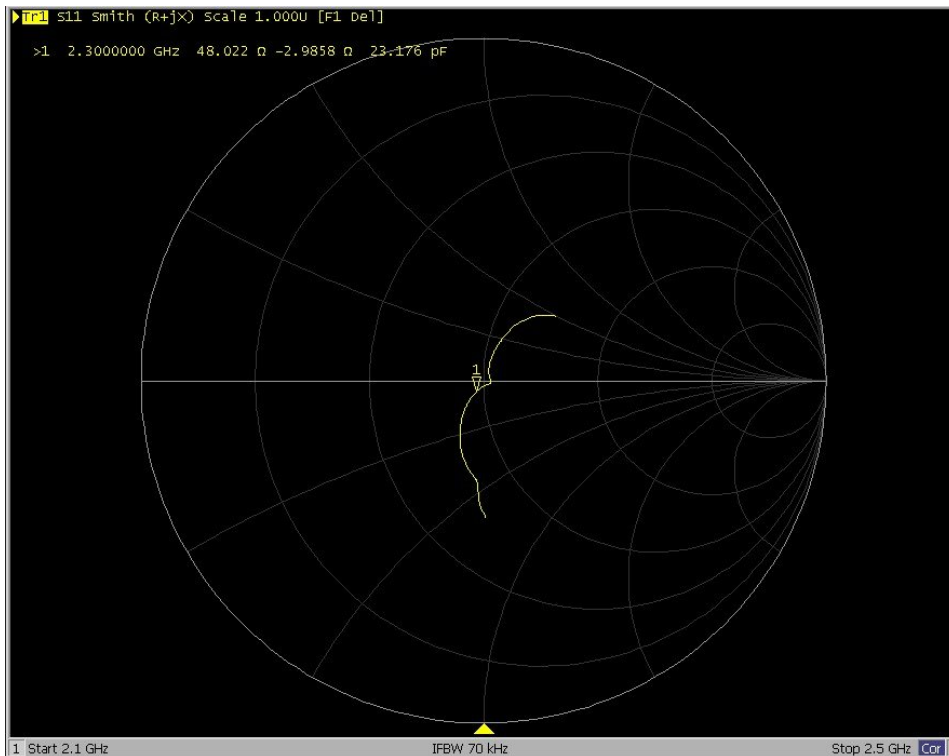 Tr1 S11 Smith (R+jX) Scale 1.000U [F1 Del]
>1 2.3000000 GHz 48.022 Ω -2.9858 Ω 23.176 pF
1
1 Start 2.1 GHz IFBW 70 kHz Stop 2.5 GHz Cor